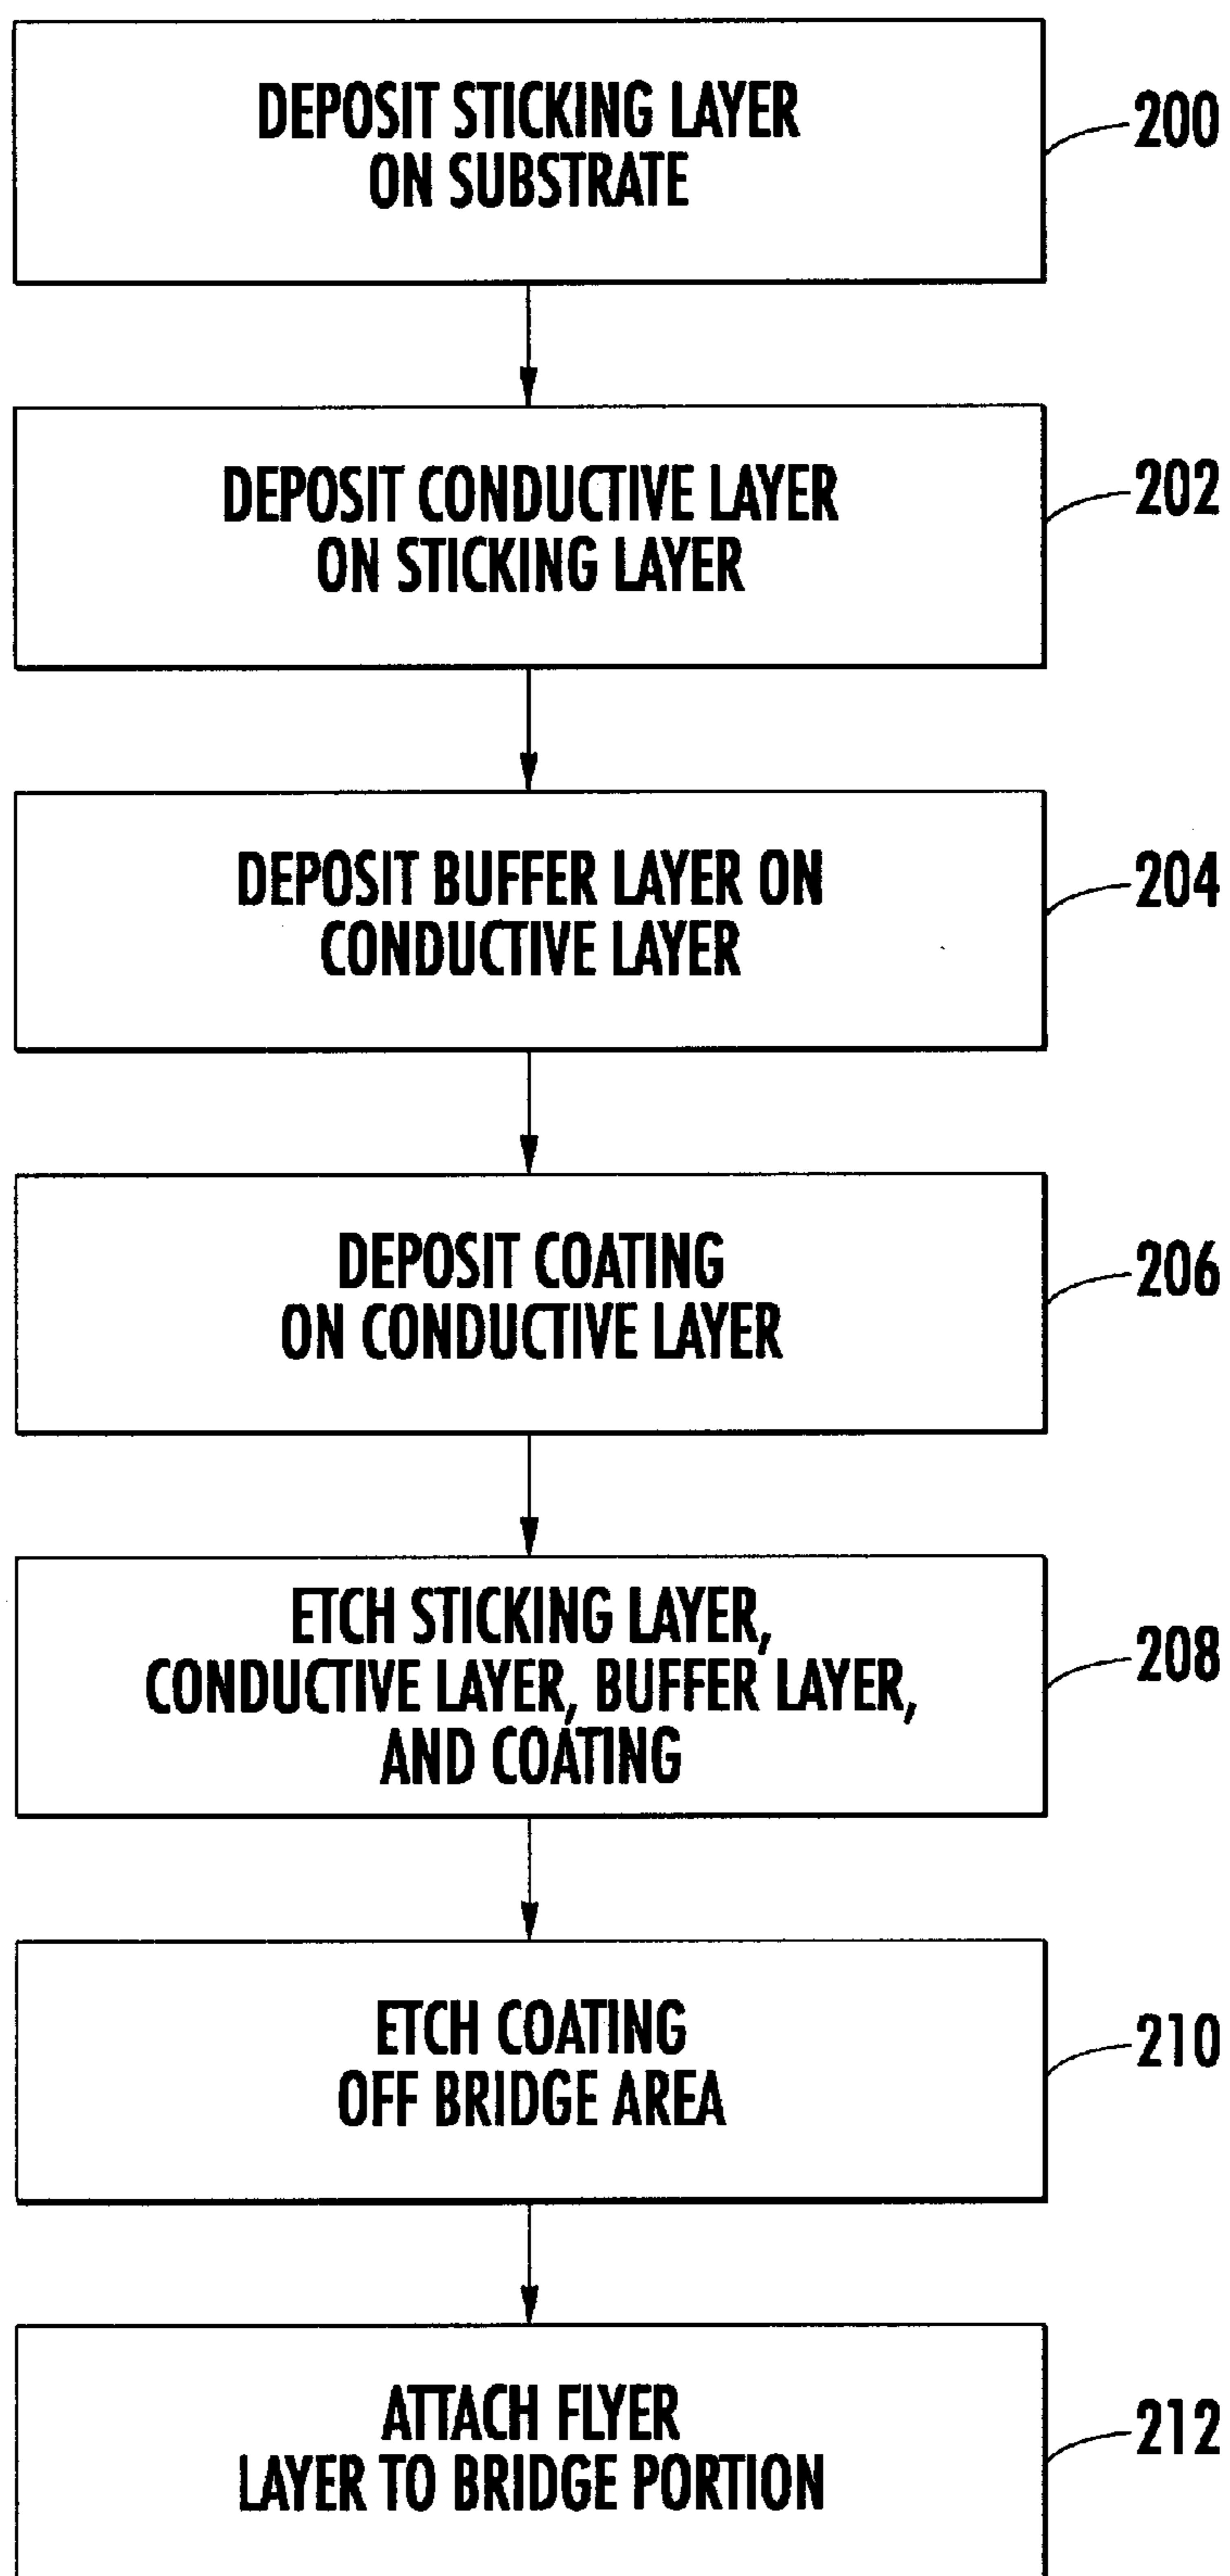 DEPOSIT STICKING LAYER
ON SUBSTRATE
200
DEPOSIT CONDUCTIVE LAYER
ON STICKING LAYER
202
DEPOSIT BUFFER LAYER ON
CONDUCTIVE LAYER
204
DEPOSIT COATING
ON CONDUCTIVE LAYER
206
ETCH STICKING LAYER,
CONDUCTIVE LAYER, BUFFER LAYER,
AND COATING
208
ETCH COATING
OFF BRIDGE AREA
210
ATTACH FLYER
LAYER TO BRIDGE PORTION
212